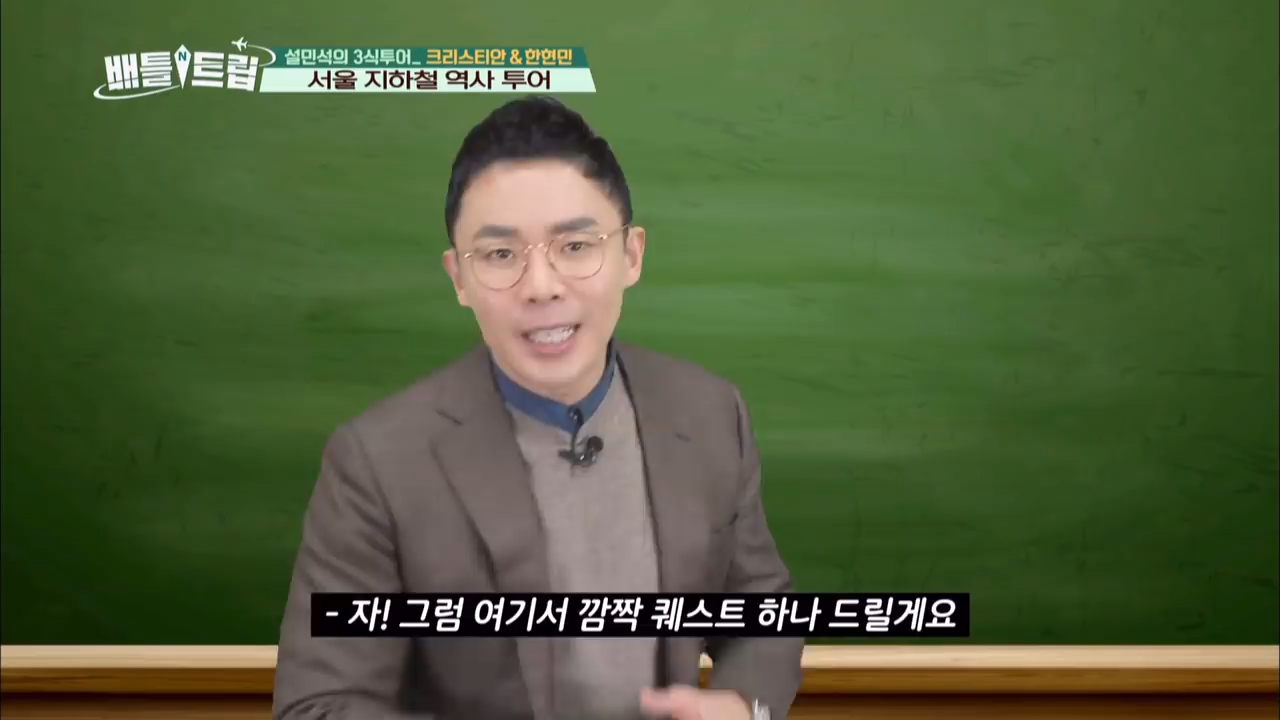 배틀트립
설민석의 3식투어_ 크리스티안 & 한현민
서울 지하철 역사 투어
- 자! 그럼 여기서 깜짝 퀘스트 하나 드릴게요